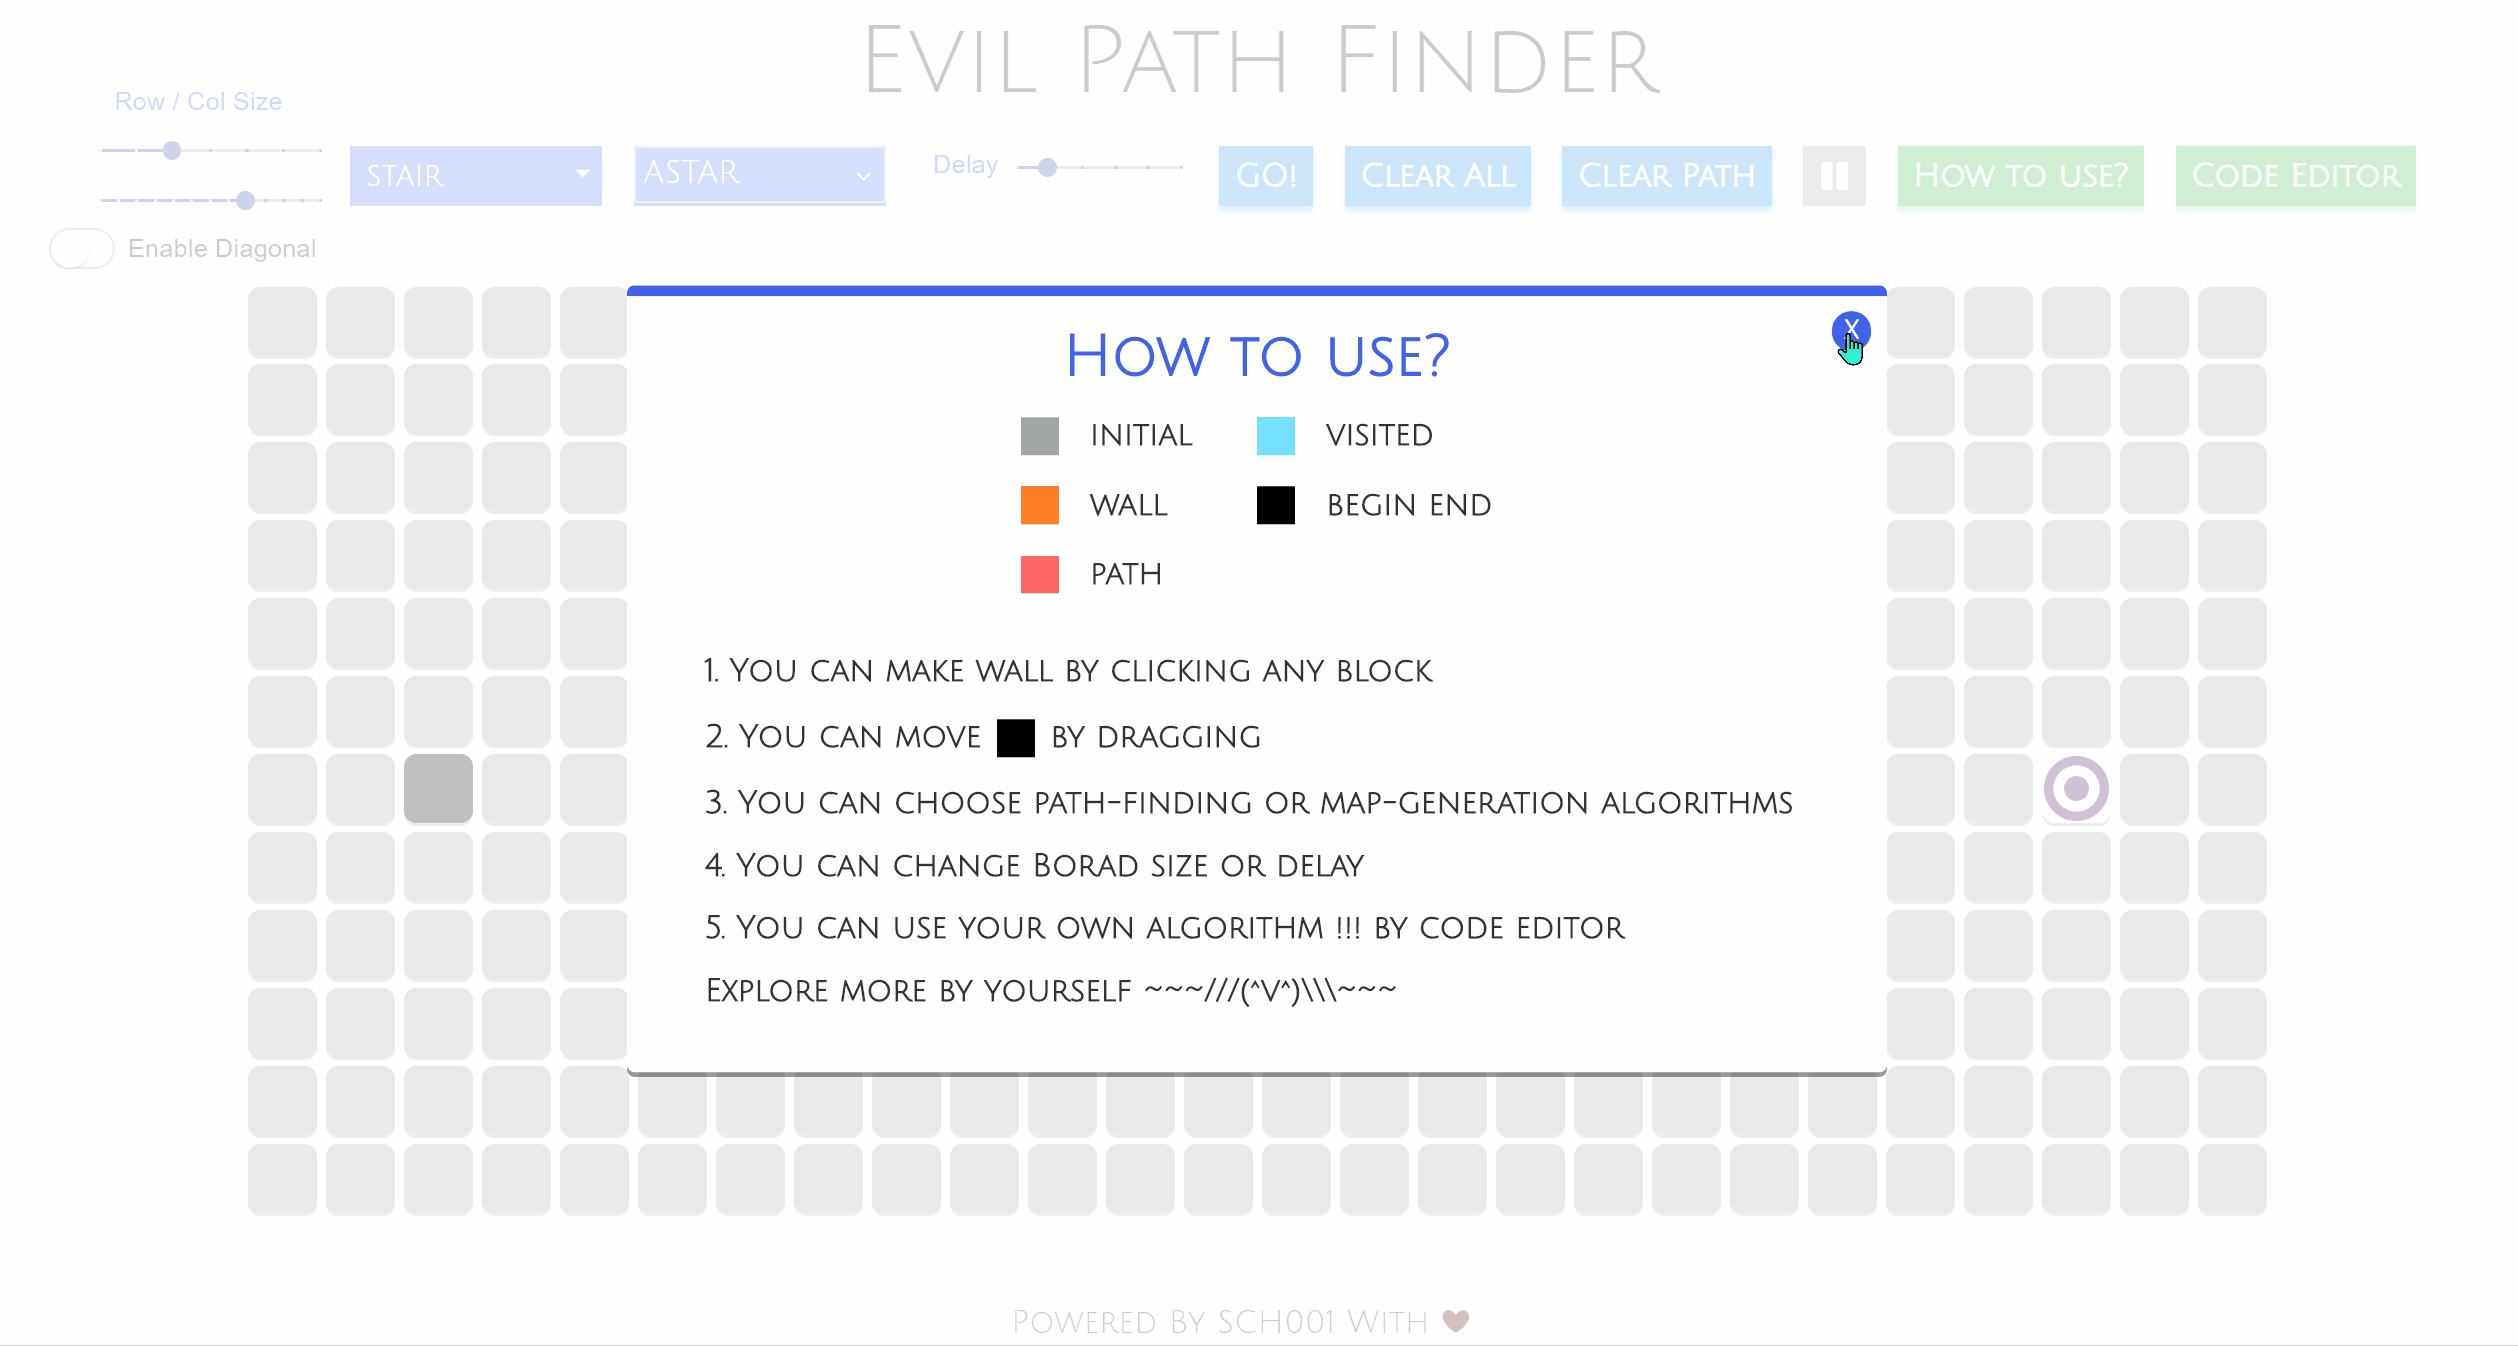 Evil Path Finder
Row / Col Size
STAIR
ASTAR
Delay
GO!
Clear All
Clear Path
How to use?
Code Editor
Enable Diagonal
X
How to use?
initial
visited
wall
begin end
path
1. You can make wall by clicking any block
2. You can move by dragging
3. You can choose path-finding or map-generation algorithms
4. You can change Borad size or delay
5. You can use your own algorithm !!! by code editor
Explore more by yourself ~~~///(^v^)\\\~~~
Powered By SCH001 With